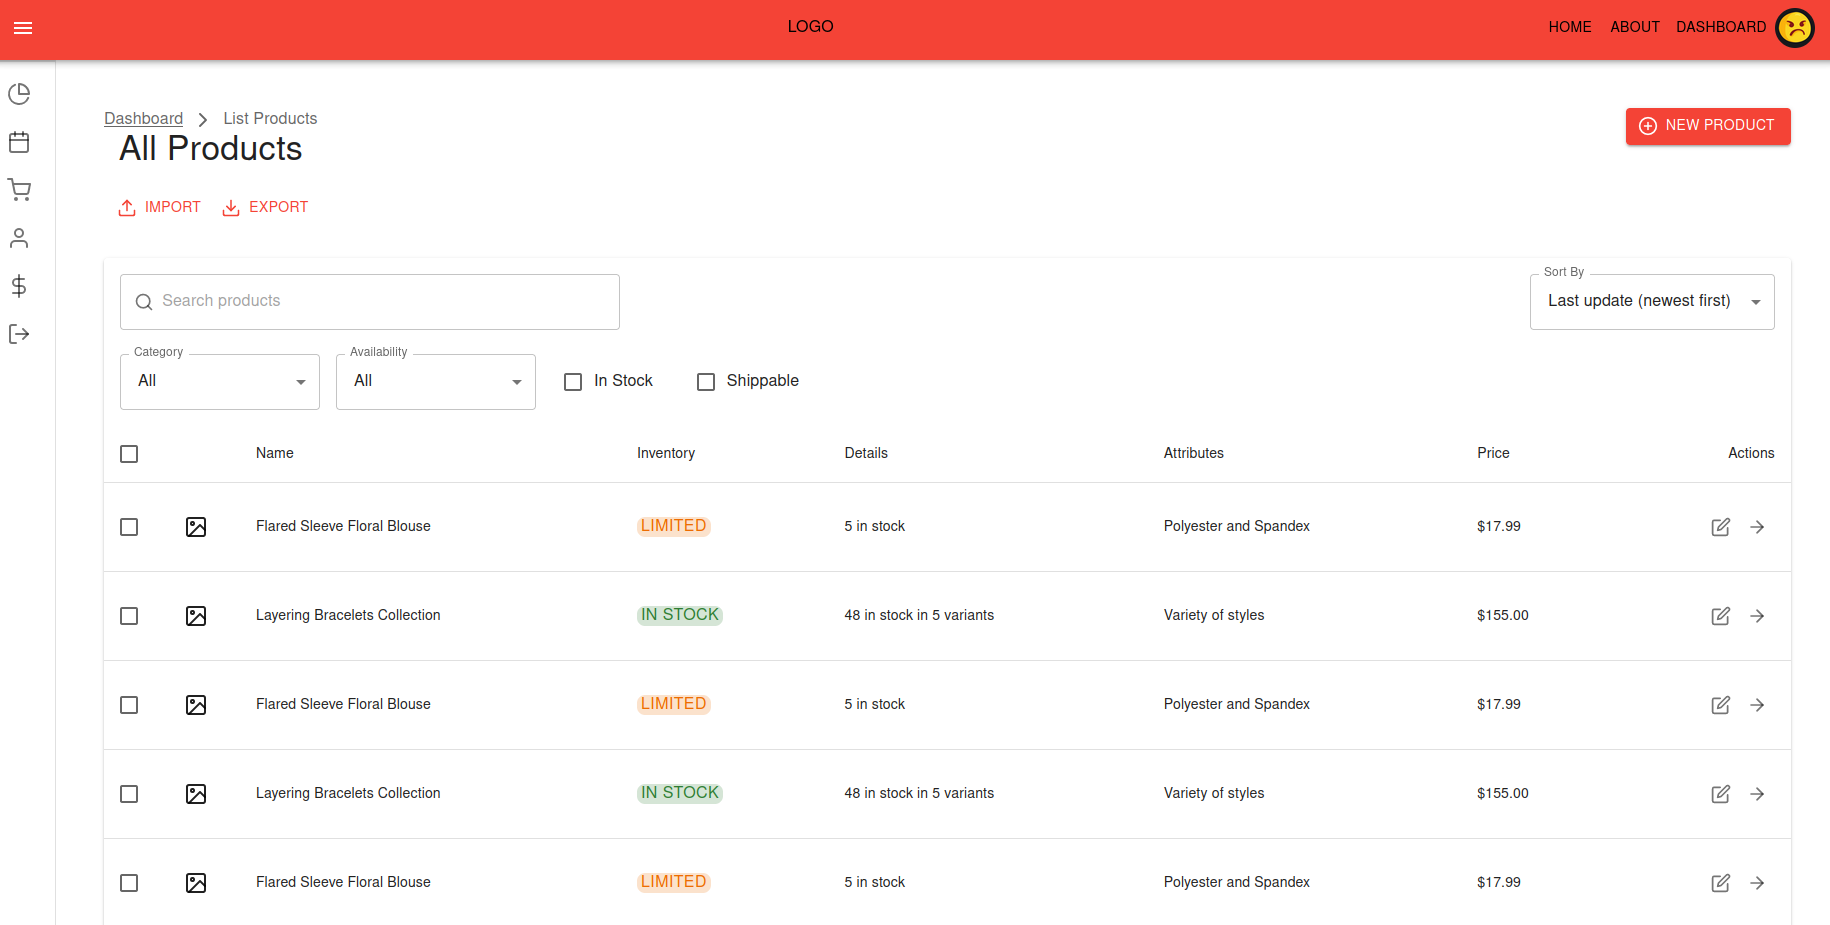 LOGO HOME ABOUT DASHBOARD
Dashboard List Products
All Products
NEW PRODUCT
IMPORT EXPORT
Search products
Sort By
Last update (newest first)
Category
All
Availability
All
In Stock
Shippable
Name Inventory Details Attributes Price Actions
Flared Sleeve Floral Blouse LIMITED 5 in stock Polyester and Spandex $17.99
Layering Bracelets Collection IN STOCK 48 in stock in 5 variants Variety of styles $155.00
Flared Sleeve Floral Blouse LIMITED 5 in stock Polyester and Spandex $17.99
Layering Bracelets Collection IN STOCK 48 in stock in 5 variants Variety of styles $155.00
Flared Sleeve Floral Blouse LIMITED 5 in stock Polyester and Spandex $17.99